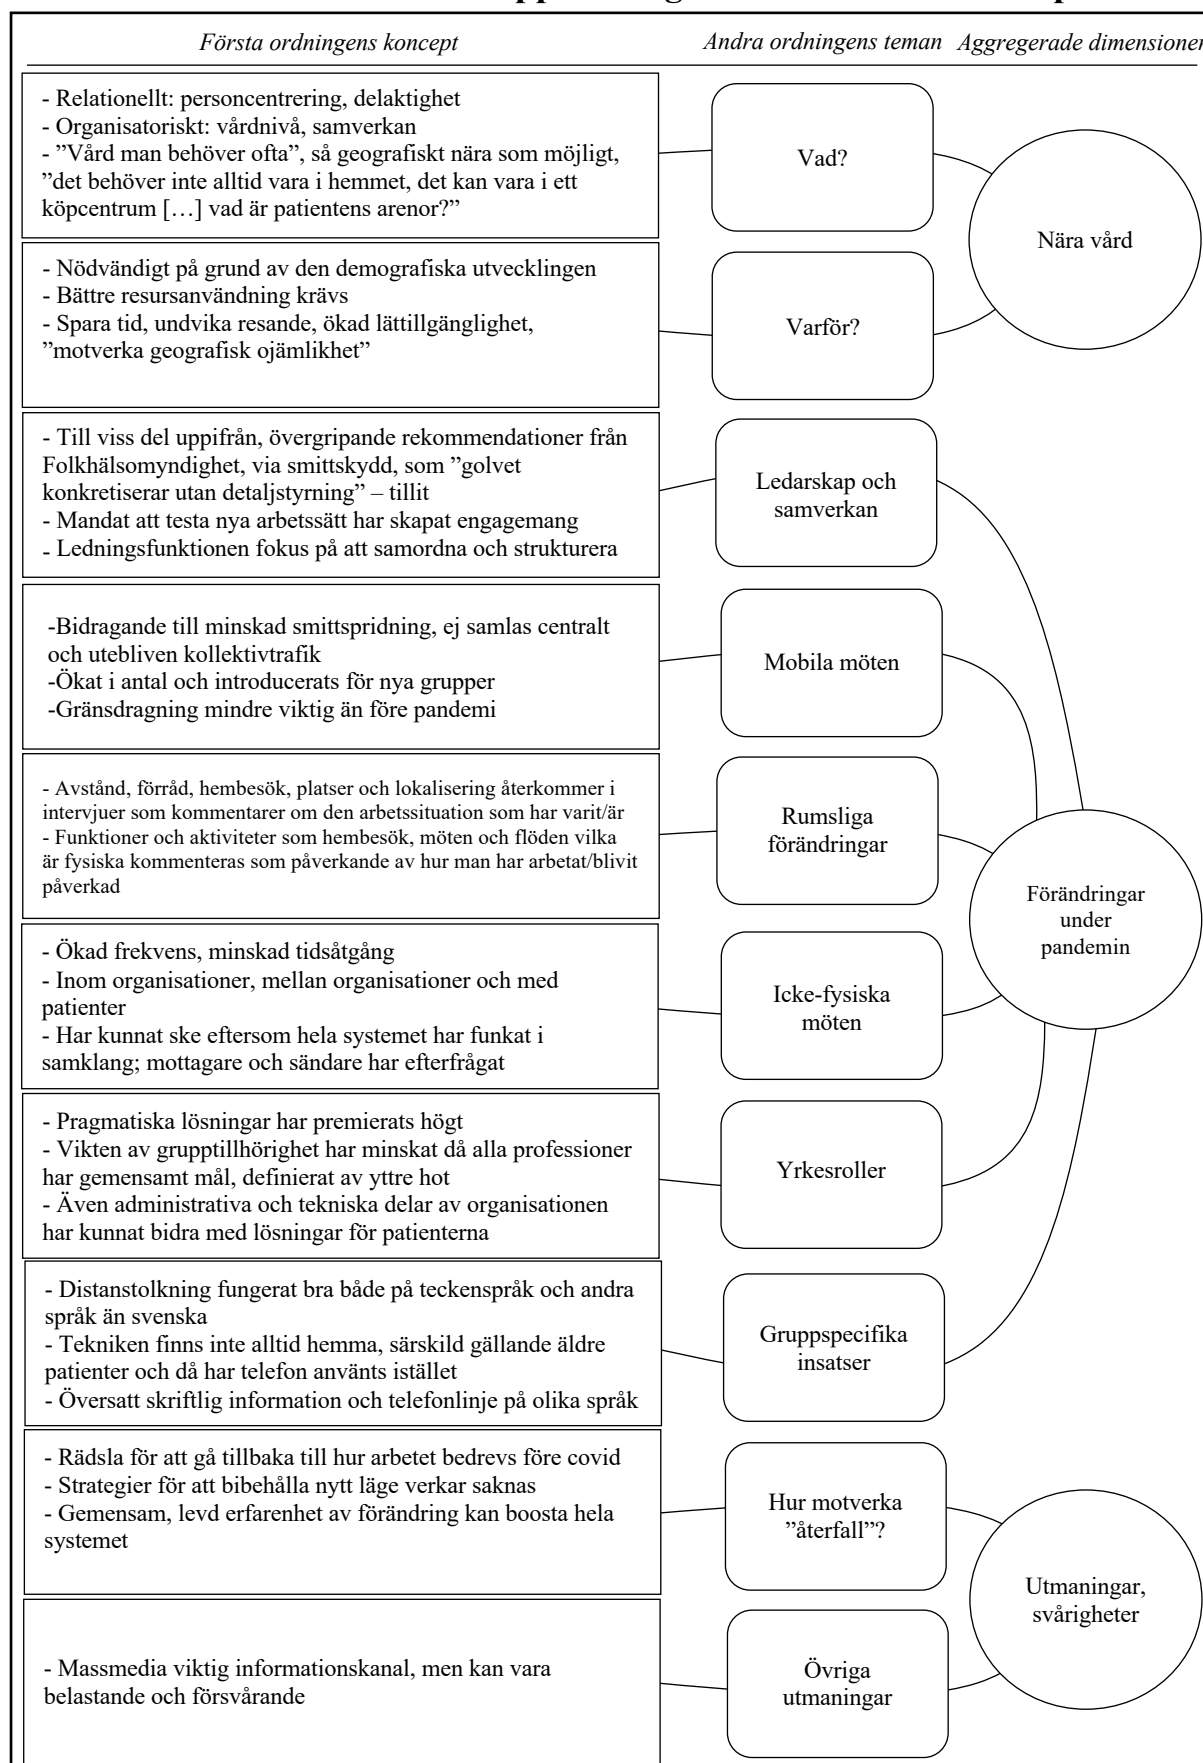 Första ordningens koncept
Andra ordningens teman
Aggregerade dimensioner
- Relationellt: personcentrering, delaktighet
- Organisatoriskt: vårdnivå, samverkan
- ”Vård man behöver ofta”, så geografiskt nära som möjligt,
”det behöver inte alltid vara i hemmet, det kan vara i ett
köpcentrum […] vad är patientens arenor?”
Vad?
Nära vård
- Nödvändigt på grund av den demografiska utvecklingen
- Bättre resursanvändning krävs
- Spara tid, undvika resande, ökad lättillgänglighet,
”motverka geografisk ojämlikhet”
Varför?
- Till viss del uppifrån, övergripande rekommendationer från
Folkhälsomyndighet, via smittskydd, som ”golvet
konkretiserar utan detaljstyrning” – tillit
- Mandat att testa nya arbetssätt har skapat engagemang
- Ledningsfunktionen fokus på att samordna och strukturera
Ledarskap och
samverkan
-Bidragande till minskad smittspridning, ej samlas centralt
och utebliven kollektivtrafik
-Ökat i antal och introducerats för nya grupper
-Gränsdragning mindre viktig än före pandemi
Mobila möten
- Avstånd, förråd, hembesök, platser och lokalisering återkommer i
intervjuer som kommentarer om den arbetssituation som har varit/är
- Funktioner och aktiviteter som hembesök, möten och flöden vilka
är fysiska kommenteras som påverkande av hur man har arbetat/blivit
påverkad
Rumsliga
förändringar
Förändringar
under
pandemin
- Ökad frekvens, minskad tidsåtgång
- Inom organisationer, mellan organisationer och med
patienter
- Har kunnat ske eftersom hela systemet har funkat i
samklang; mottagare och sändare har efterfrågat
Icke-fysiska
möten
- Pragmatiska lösningar har premierats högt
- Vikten av grupptillhörighet har minskat då alla professioner
har gemensamt mål, definierat av yttre hot
- Även administrativa och tekniska delar av organisationen
har kunnat bidra med lösningar för patienterna
Yrkesroller
- Distanstolkning fungerat bra både på teckenspråk och andra
språk än svenska
- Tekniken finns inte alltid hemma, särskild gällande äldre
patienter och då har telefon använts istället
- Översatt skriftlig information och telefonlinje på olika språk
Gruppspecifika
insatser
- Rädsla för att gå tillbaka till hur arbetet bedrevs före covid
- Strategier för att bibehålla nytt läge verkar saknas
- Gemensam, levd erfarenhet av förändring kan boosta hela
systemet
Hur motverka
”återfall”?
Utmaningar,
svårigheter
- Massmedia viktig informationskanal, men kan vara
belastande och försvårande
Övriga
utmaningar